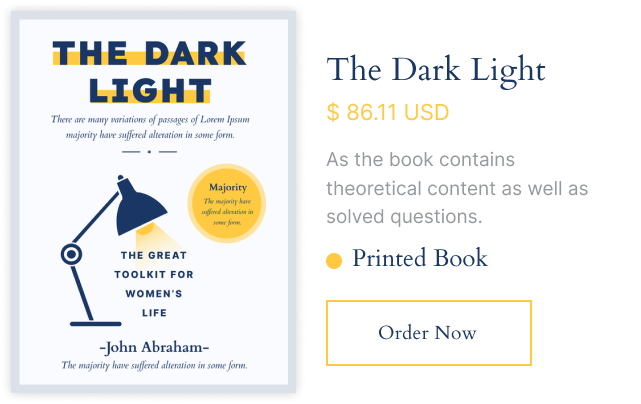 THE DARK
LIGHT
There are many variations of passages of Lorem Ipsum
majority have suffered alteration in some form.
Majority
The majority have
suffered alteration in
some form.
THE GREAT
TOOLKIT FOR
WOMEN'S
LIFE
-John Abraham-
The majority have suffered alteration in some form.
The Dark Light
$ 86.11 USD
As the book contains
theoretical content as well as
solved questions.
Printed Book
Order Now